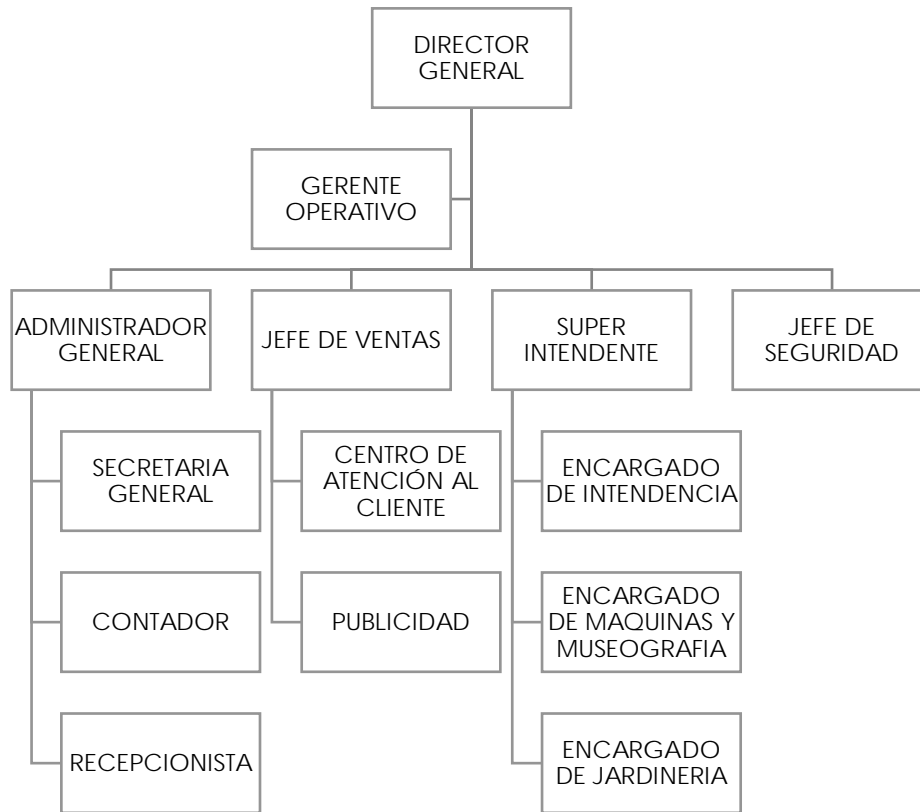 DIRECTOR
GENERAL
GERENTE
OPERATIVO
ADMINISTRADOR
GENERAL
JEFE DE VENTAS
SUPER
INTENDENTE
JEFE DE
SEGURIDAD
SECRETARIA
GENERAL
CENTRO DE
ATENCIÓN AL
CLIENTE
ENCARGADO
DE INTENDENCIA
CONTADOR
PUBLICIDAD
ENCARGADO
DE MAQUINAS Y
MUSEOGRAFIA
RECEPCIONISTA
ENCARGADO
DE JARDINERIA